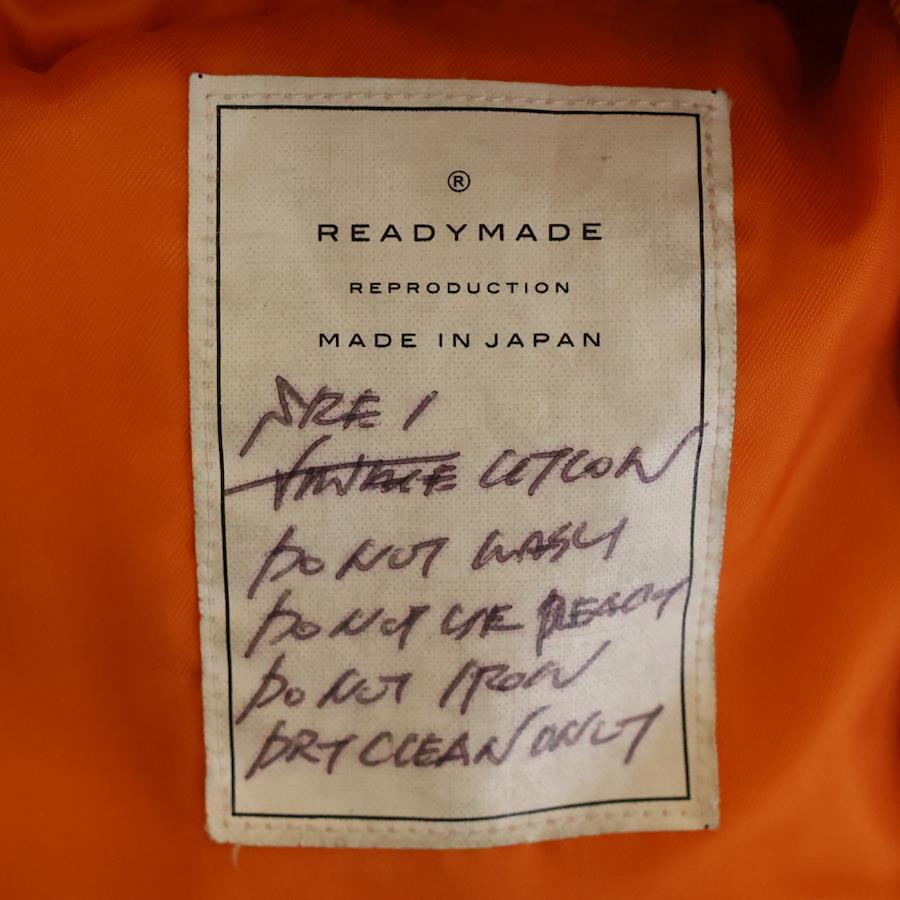 ®
READYMADE
REPRODUCTION
MADE IN JAPAN
SIZE 1
VINTAGE COTTON
DO NOT WASH
DO NOT USE BLEACH
DO NOT IRON
DRY CLEAN ONLY